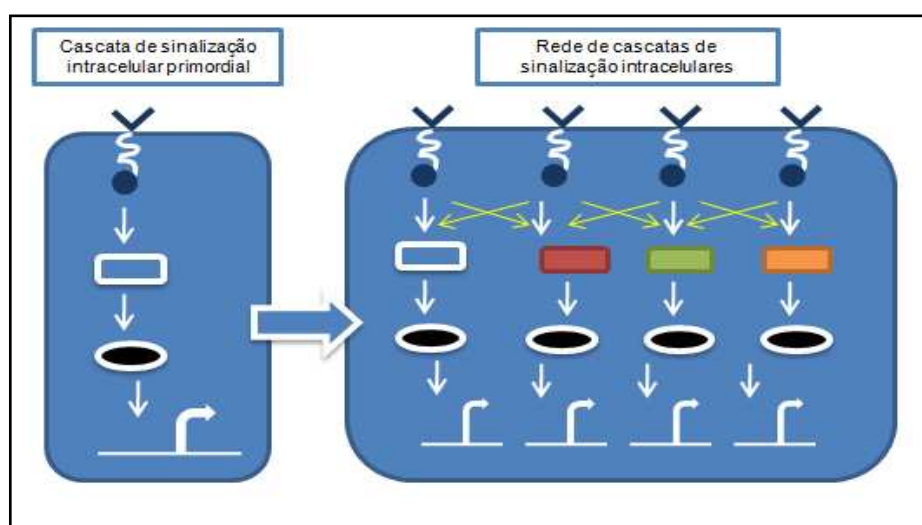 Cascata de sinalização
intracelular primordial
Rede de cascatas de
sinalização intracelulares